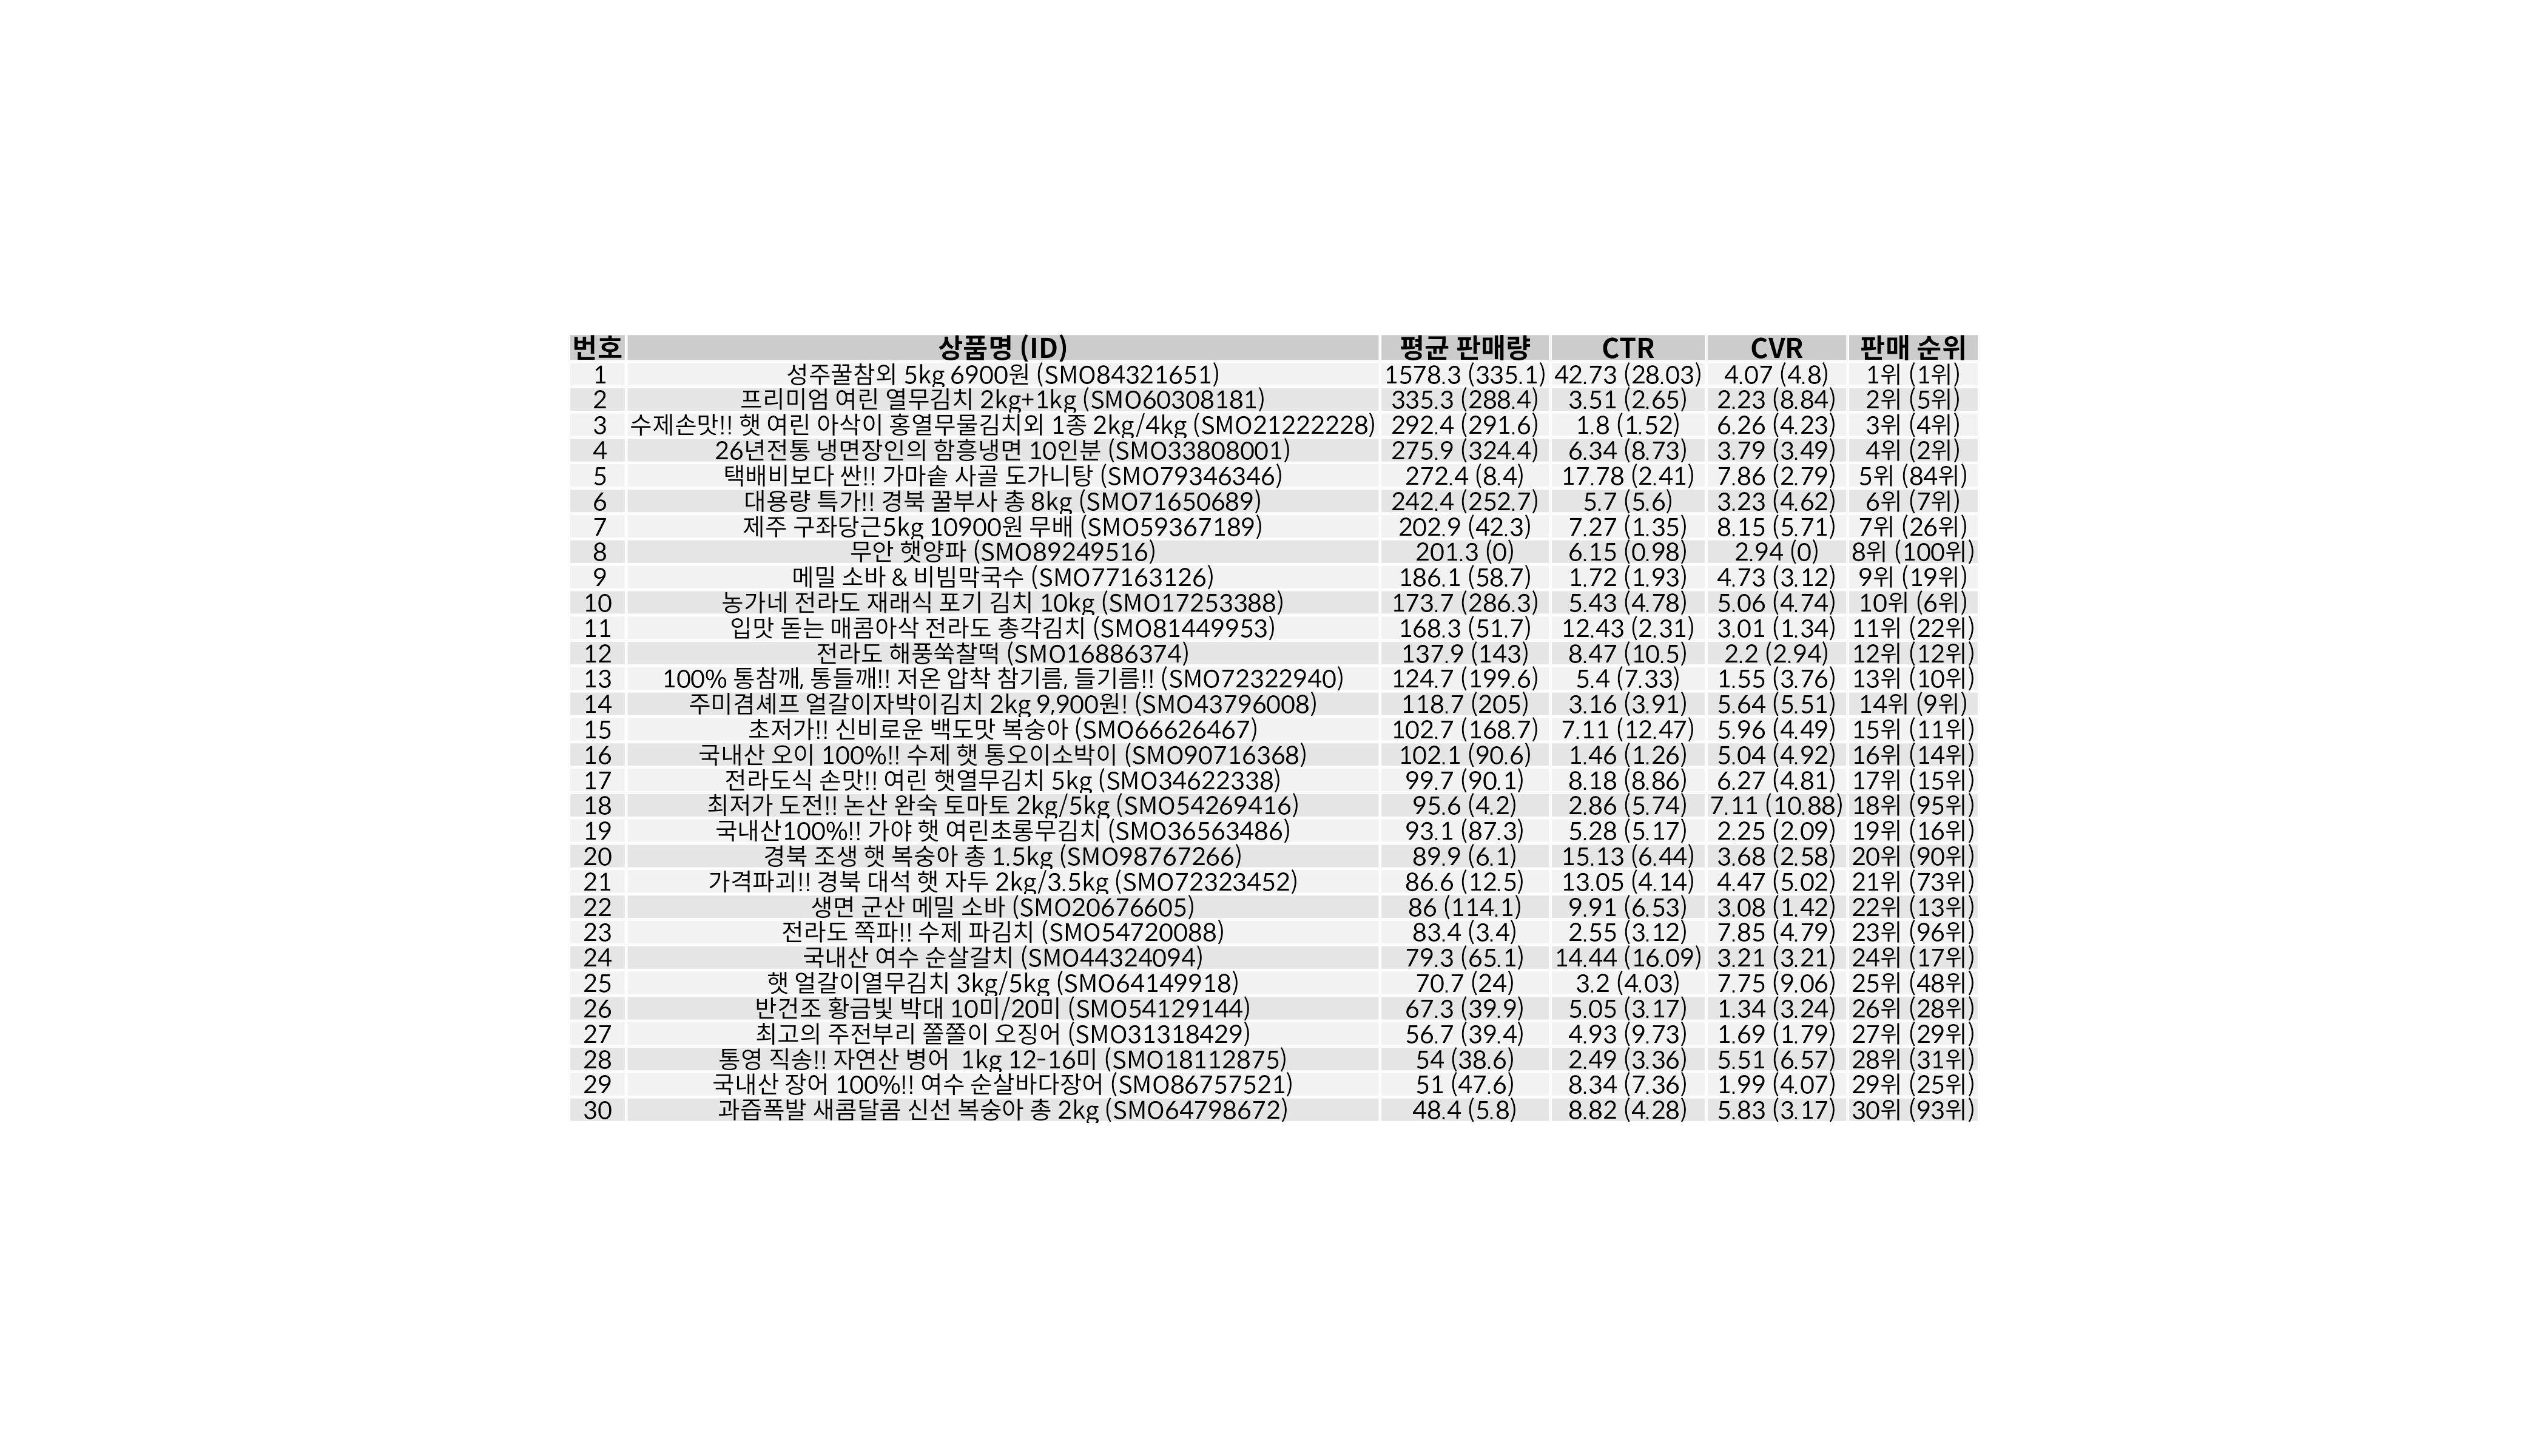 번호 상품명 (ID) 평균 판매량 CTR CVR 판매 순위
1 성주꿀참외 5kg 6900원 (SMO84321651) 1578.3 (335.1) 42.73 (28.03) 4.07 (4.8) 1위 (1위)
2 프리미엄 여린 열무김치 2kg+1kg (SMO60308181) 335.3 (288.4) 3.51 (2.65) 2.23 (8.84) 2위 (5위)
3 수제손맛!! 햇 여린 아삭이 홍열무물김치외 1종 2kg/4kg (SMO21222228) 292.4 (291.6) 1.8 (1.52) 6.26 (4.23) 3위 (4위)
4 26년전통 냉면장인의 함흥냉면 10인분 (SMO33808001) 275.9 (324.4) 6.34 (8.73) 3.79 (3.49) 4위 (2위)
5 택배비보다 싼!! 가마솥 사골 도가니탕 (SMO79346346) 272.4 (8.4) 17.78 (2.41) 7.86 (2.79) 5위 (84위)
6 대용량 특가!! 경북 꿀부사 총 8kg (SMO71650689) 242.4 (252.7) 5.7 (5.6) 3.23 (4.62) 6위 (7위)
7 제주 구좌당근5kg 10900원 무배 (SMO59367189) 202.9 (42.3) 7.27 (1.35) 8.15 (5.71) 7위 (26위)
8 무안 햇양파 (SMO89249516) 201.3 (0) 6.15 (0.98) 2.94 (0) 8위 (100위)
9 메밀 소바 & 비빔막국수 (SMO77163126) 186.1 (58.7) 1.72 (1.93) 4.73 (3.12) 9위 (19위)
10 농가네 전라도 재래식 포기 김치 10kg (SMO17253388) 173.7 (286.3) 5.43 (4.78) 5.06 (4.74) 10위 (6위)
11 입맛 돋는 매콤아삭 전라도 총각김치 (SMO81449953) 168.3 (51.7) 12.43 (2.31) 3.01 (1.34) 11위 (22위)
12 전라도 해풍쑥찰떡 (SMO16886374) 137.9 (143) 8.47 (10.5) 2.2 (2.94) 12위 (12위)
13 100% 통참깨, 통들깨!! 저온 압착 참기름, 들기름!! (SMO72322940) 124.7 (199.6) 5.4 (7.33) 1.55 (3.76) 13위 (10위)
14 주미겸셰프 얼갈이자박이김치 2kg 9,900원! (SMO43796008) 118.7 (205) 3.16 (3.91) 5.64 (5.51) 14위 (9위)
15 초저가!! 신비로운 백도맛 복숭아 (SMO66626467) 102.7 (168.7) 7.11 (12.47) 5.96 (4.49) 15위 (11위)
16 국내산 오이 100%!! 수제 햇 통오이소박이 (SMO90716368) 102.1 (90.6) 1.46 (1.26) 5.04 (4.92) 16위 (14위)
17 전라도식 손맛!! 여린 햇열무김치 5kg (SMO34622338) 99.7 (90.1) 8.18 (8.86) 6.27 (4.81) 17위 (15위)
18 최저가 도전!! 논산 완숙 토마토 2kg/5kg (SMO54269416) 95.6 (4.2) 2.86 (5.74) 7.11 (10.88) 18위 (95위)
19 국내산100%!! 가야 햇 여린초롱무김치 (SMO36563486) 93.1 (87.3) 5.28 (5.17) 2.25 (2.09) 19위 (16위)
20 경북 조생 햇 복숭아 총 1.5kg (SMO98767266) 89.9 (6.1) 15.13 (6.44) 3.68 (2.58) 20위 (90위)
21 가격파괴!! 경북 대석 햇 자두 2kg/3.5kg (SMO72323452) 86.6 (12.5) 13.05 (4.14) 4.47 (5.02) 21위 (73위)
22 생면 군산 메밀 소바 (SMO20676605) 86 (114.1) 9.91 (6.53) 3.08 (1.42) 22위 (13위)
23 전라도 쪽파!! 수제 파김치 (SMO54720088) 83.4 (3.4) 2.55 (3.12) 7.85 (4.79) 23위 (96위)
24 국내산 여수 순살갈치 (SMO44324094) 79.3 (65.1) 14.44 (16.09) 3.21 (3.21) 24위 (17위)
25 햇 얼갈이열무김치 3kg/5kg (SMO64149918) 70.7 (24) 3.2 (4.03) 7.75 (9.06) 25위 (48위)
26 반건조 황금빛 박대 10미/20미 (SMO54129144) 67.3 (39.9) 5.05 (3.17) 1.34 (3.24) 26위 (28위)
27 최고의 주전부리 쫄쫄이 오징어 (SMO31318429) 56.7 (39.4) 4.93 (9.73) 1.69 (1.79) 27위 (29위)
28 통영 직송!! 자연산 병어 1kg 12-16미 (SMO18112875) 54 (38.6) 2.49 (3.36) 5.51 (6.57) 28위 (31위)
29 국내산 장어 100%!! 여수 순살바다장어 (SMO86757521) 51 (47.6) 8.34 (7.36) 1.99 (4.07) 29위 (25위)
30 과즙폭발 새콤달콤 신선 복숭아 총 2kg (SMO64798672) 48.4 (5.8) 8.82 (4.28) 5.83 (3.17) 30위 (93위)